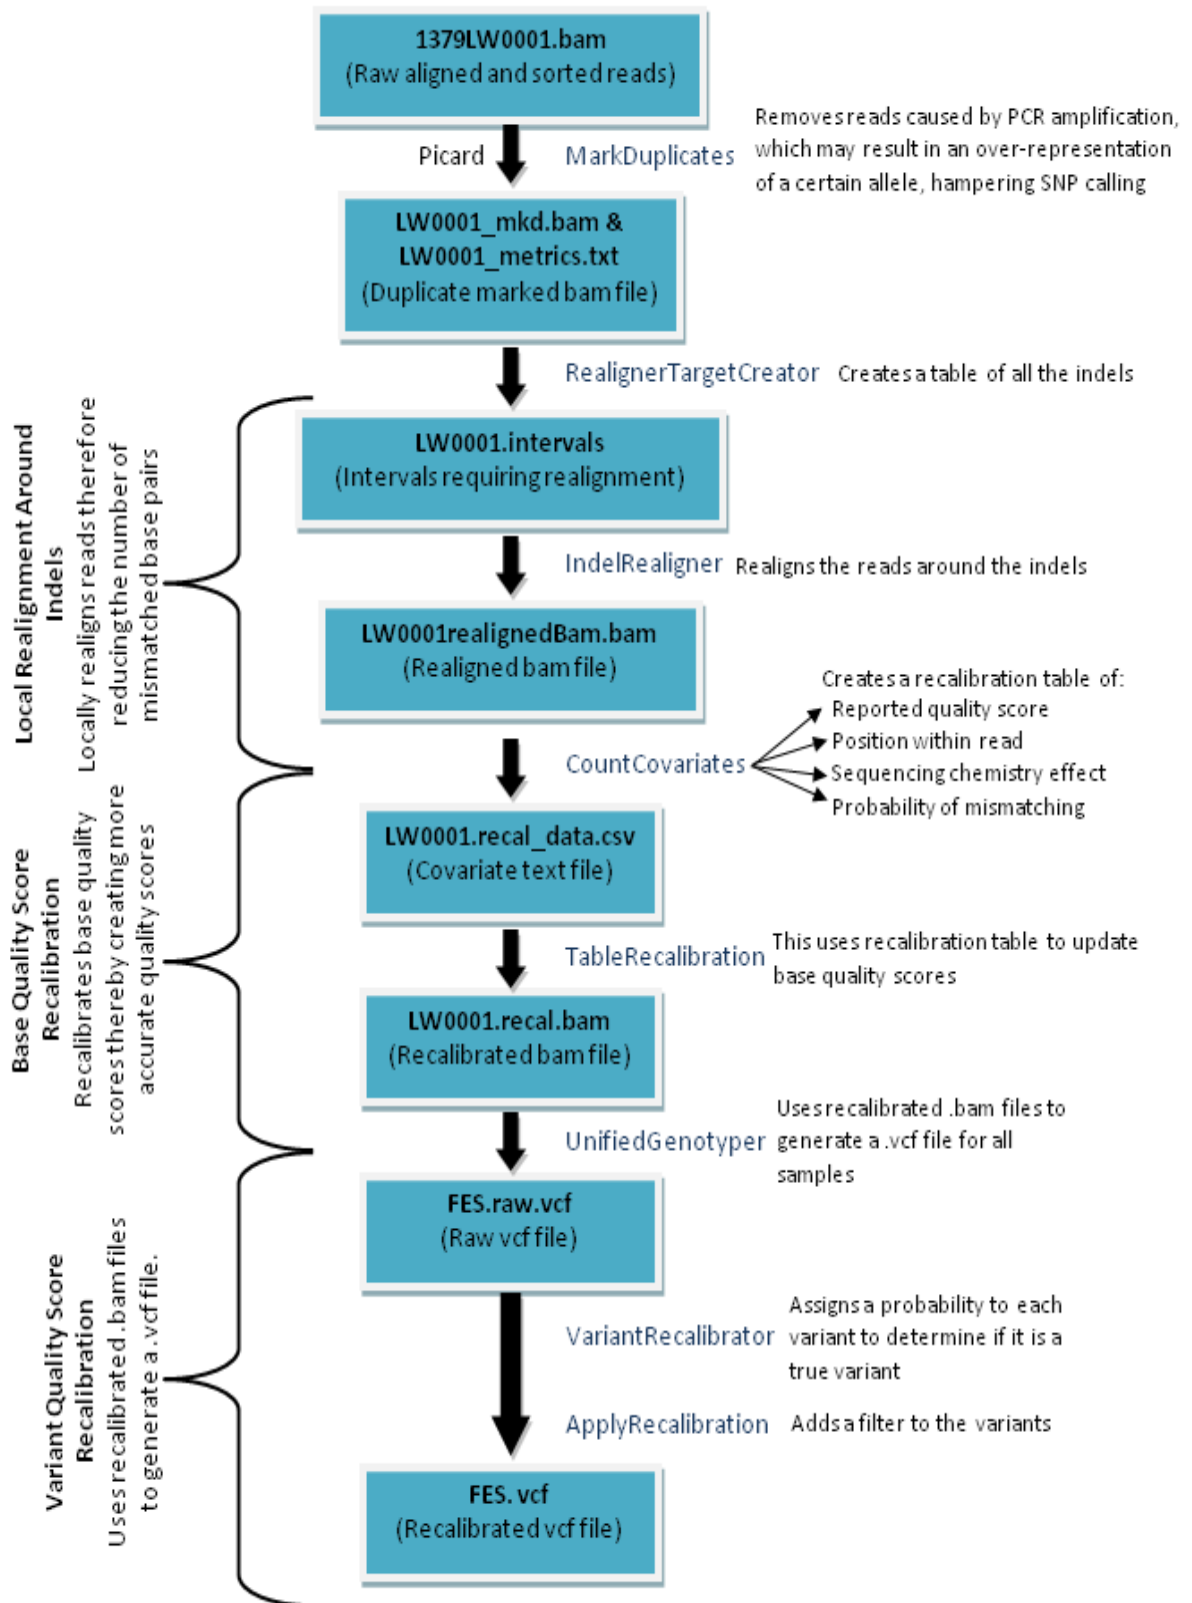 1379LW0001.bam
(Raw aligned and sorted reads)
Picard
MarkDuplicates
Removes reads caused by PCR amplification,
which may result in an over-representation
of a certain allele, hampering SNP calling
LW0001_mkd.bam &
LW0001_metrics.txt
(Duplicate marked bam file)
RealignerTargetCreator
Creates a table of all the indels
Local Realignment Around
Indels
Locally realigns reads therefore
reducing the number of
mismatched base pairs
LW0001.intervals
(Intervals requiring realignment)
IndelRealigner
Realigns the reads around the indels
LW0001realignedBam.bam
(Realigned bam file)
CountCovariates
Creates a recalibration table of:
Reported quality score
Position within read
Sequencing chemistry effect
Probability of mismatching
Base Quality Score
Recalibration
Recalibrates base quality
scores thereby creating more
accurate quality scores
LW0001.recal_data.csv
(Covariate text file)
TableRecalibration
This uses recalibration table to update
base quality scores
LW0001.recal.bam
(Recalibrated bam file)
UnifiedGenotyper
Uses recalibrated .bam files to
generate a .vcf file for all
samples
Variant Quality Score
Recalibration
Uses recalibrated .bam files
to generate a .vcf file.
FES.raw.vcf
(Raw vcf file)
VariantRecalibrator
Assigns a probability to each
variant to determine if it is a
true variant
ApplyRecalibration
Adds a filter to the variants
FES. vcf
(Recalibrated vcf file)